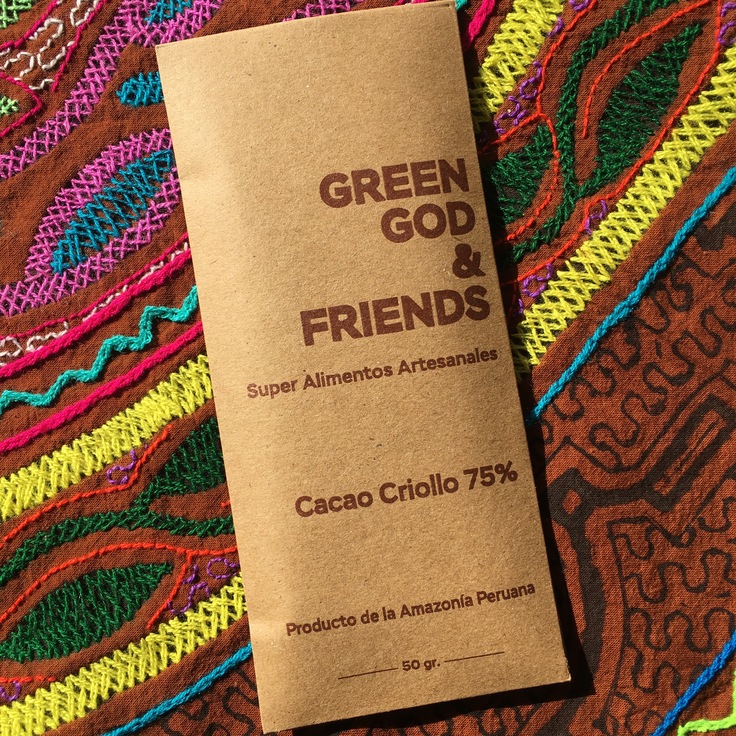 GREEN
GOD
&
FRIENDS
Super Alimentos Artesanales
Cacao Criollo 75%
Producto de la Amazonía Peruana
50 gr.